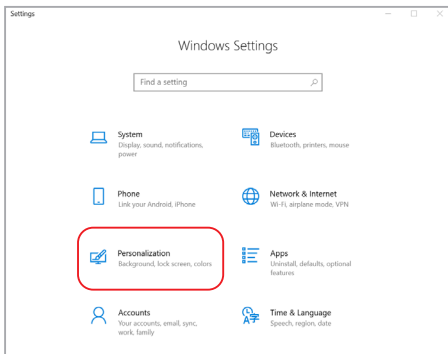 Settings
Windows Settings
Find a setting
System
Display, sound, notifications,
power
Devices
Bluetooth, printers, mouse
Phone
Link your Android, iPhone
Network & Internet
Wi-Fi, airplane mode, VPN
Personalization
Background, lock screen, colors
Apps
Uninstall, defaults, optional
features
Accounts
Your accounts, email, sync,
work, family
Time & Language
Speech, region, date